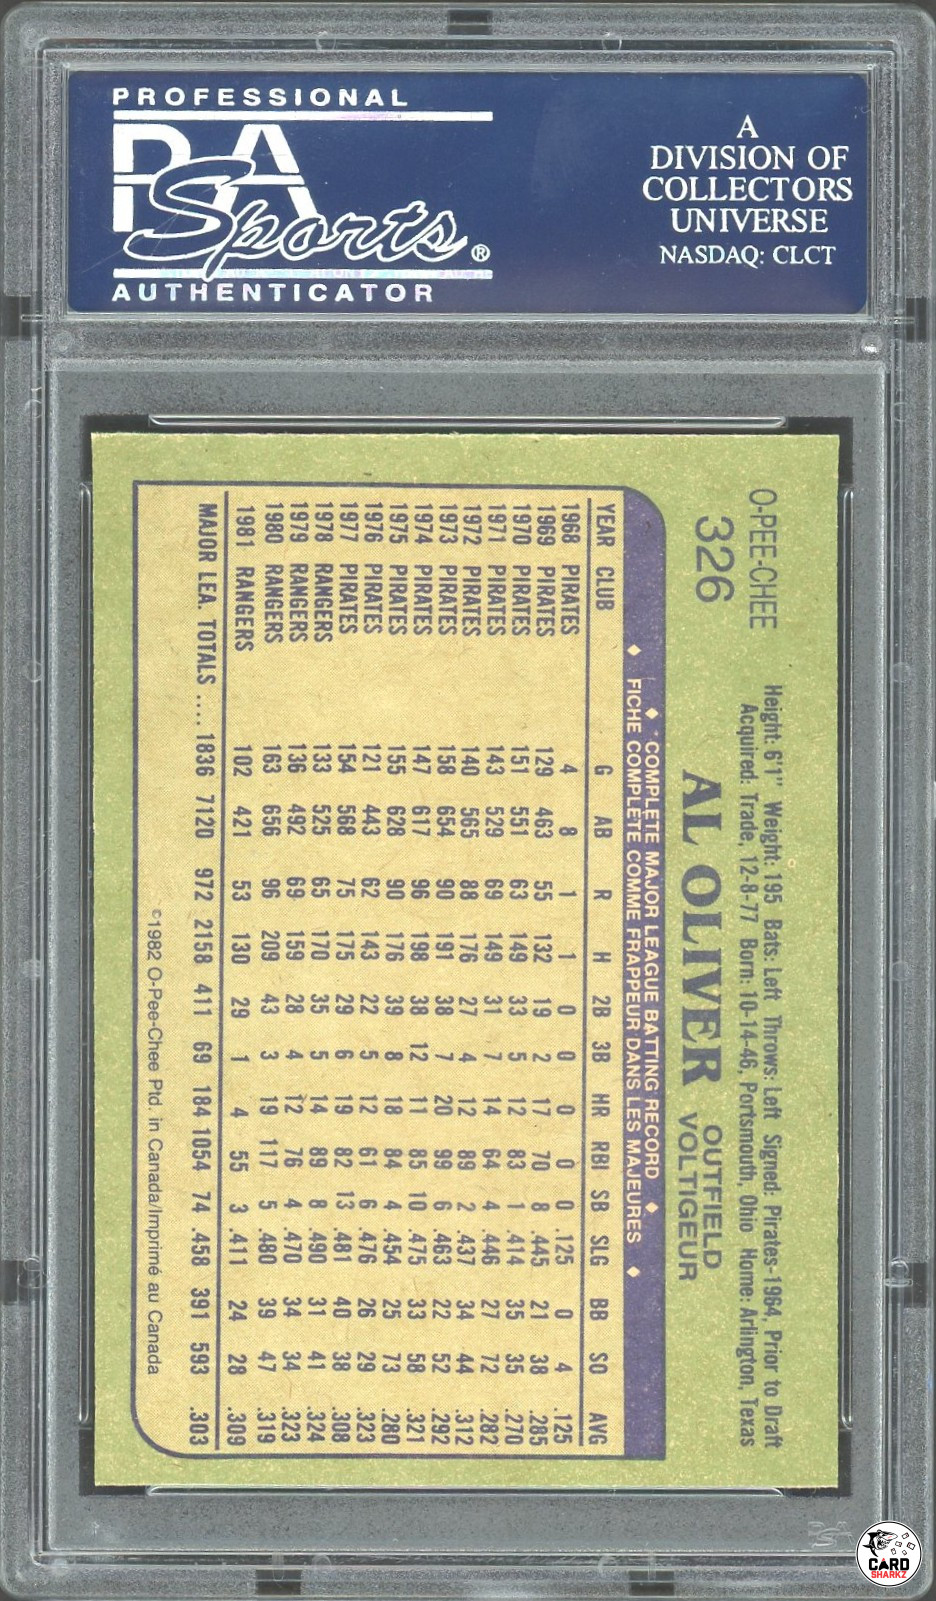 PROFESSIONAL
PSA
Sports®
AUTHENTICATOR
A
DIVISION OF
COLLECTORS
UNIVERSE
NASDAQ: CLCT
O-PEE-CHEE
326
Height: 6'1" Weight: 195 Bats: Left Throws: Left Signed: Pirates-1964, Prior to Draft
Acquired: Trade, 12-8-77 Born: 10-14-46, Portsmouth, Ohio Home: Arlington, Texas
AL OLIVER OUTFIELD
VOLTIGEUR
♦ COMPLETE MAJOR LEAGUE BATTING RECORD ♦
♦ FICHE COMPLETE COMME FRAPPEUR DANS LES MAJEURES ♦
YEAR CLUB G AB R H 2B 3B HR RBI SB SLG BB SO AVG
1968 PIRATES 4 8 1 1 0 0 0 0 0 .125 0 4 .125
1969 PIRATES 129 463 55 132 19 2 17 70 8 .445 21 38 .285
1970 PIRATES 151 551 63 149 33 5 12 83 1 .414 35 35 .270
1971 PIRATES 143 529 69 149 31 7 14 64 4 .446 27 72 .282
1972 PIRATES 140 565 88 176 27 4 12 89 2 .437 34 44 .312
1973 PIRATES 158 654 90 191 38 7 20 99 6 .463 22 52 .292
1974 PIRATES 147 617 96 198 38 12 11 85 10 .475 33 58 .321
1975 PIRATES 155 628 90 176 39 8 18 84 4 .454 25 73 .280
1976 PIRATES 121 443 62 143 22 5 12 61 6 .476 26 29 .323
1977 PIRATES 154 568 75 175 29 6 19 82 13 .481 40 38 .308
1978 RANGERS 133 525 65 170 35 5 14 89 8 .490 31 41 .324
1979 RANGERS 136 492 69 159 28 4 12 76 4 .470 34 34 .323
1980 RANGERS 163 656 96 209 43 3 19 117 5 .480 39 47 .319
1981 RANGERS 102 421 53 130 29 1 4 55 3 .411 24 28 .309
MAJOR LEA. TOTALS .... 1836 7120 972 2158 411 69 184 1054 74 .458 391 593 .303
©1982 O-Pee-Chee Ptd. in Canada/Imprimé au Canada
CARD
SHARKZ